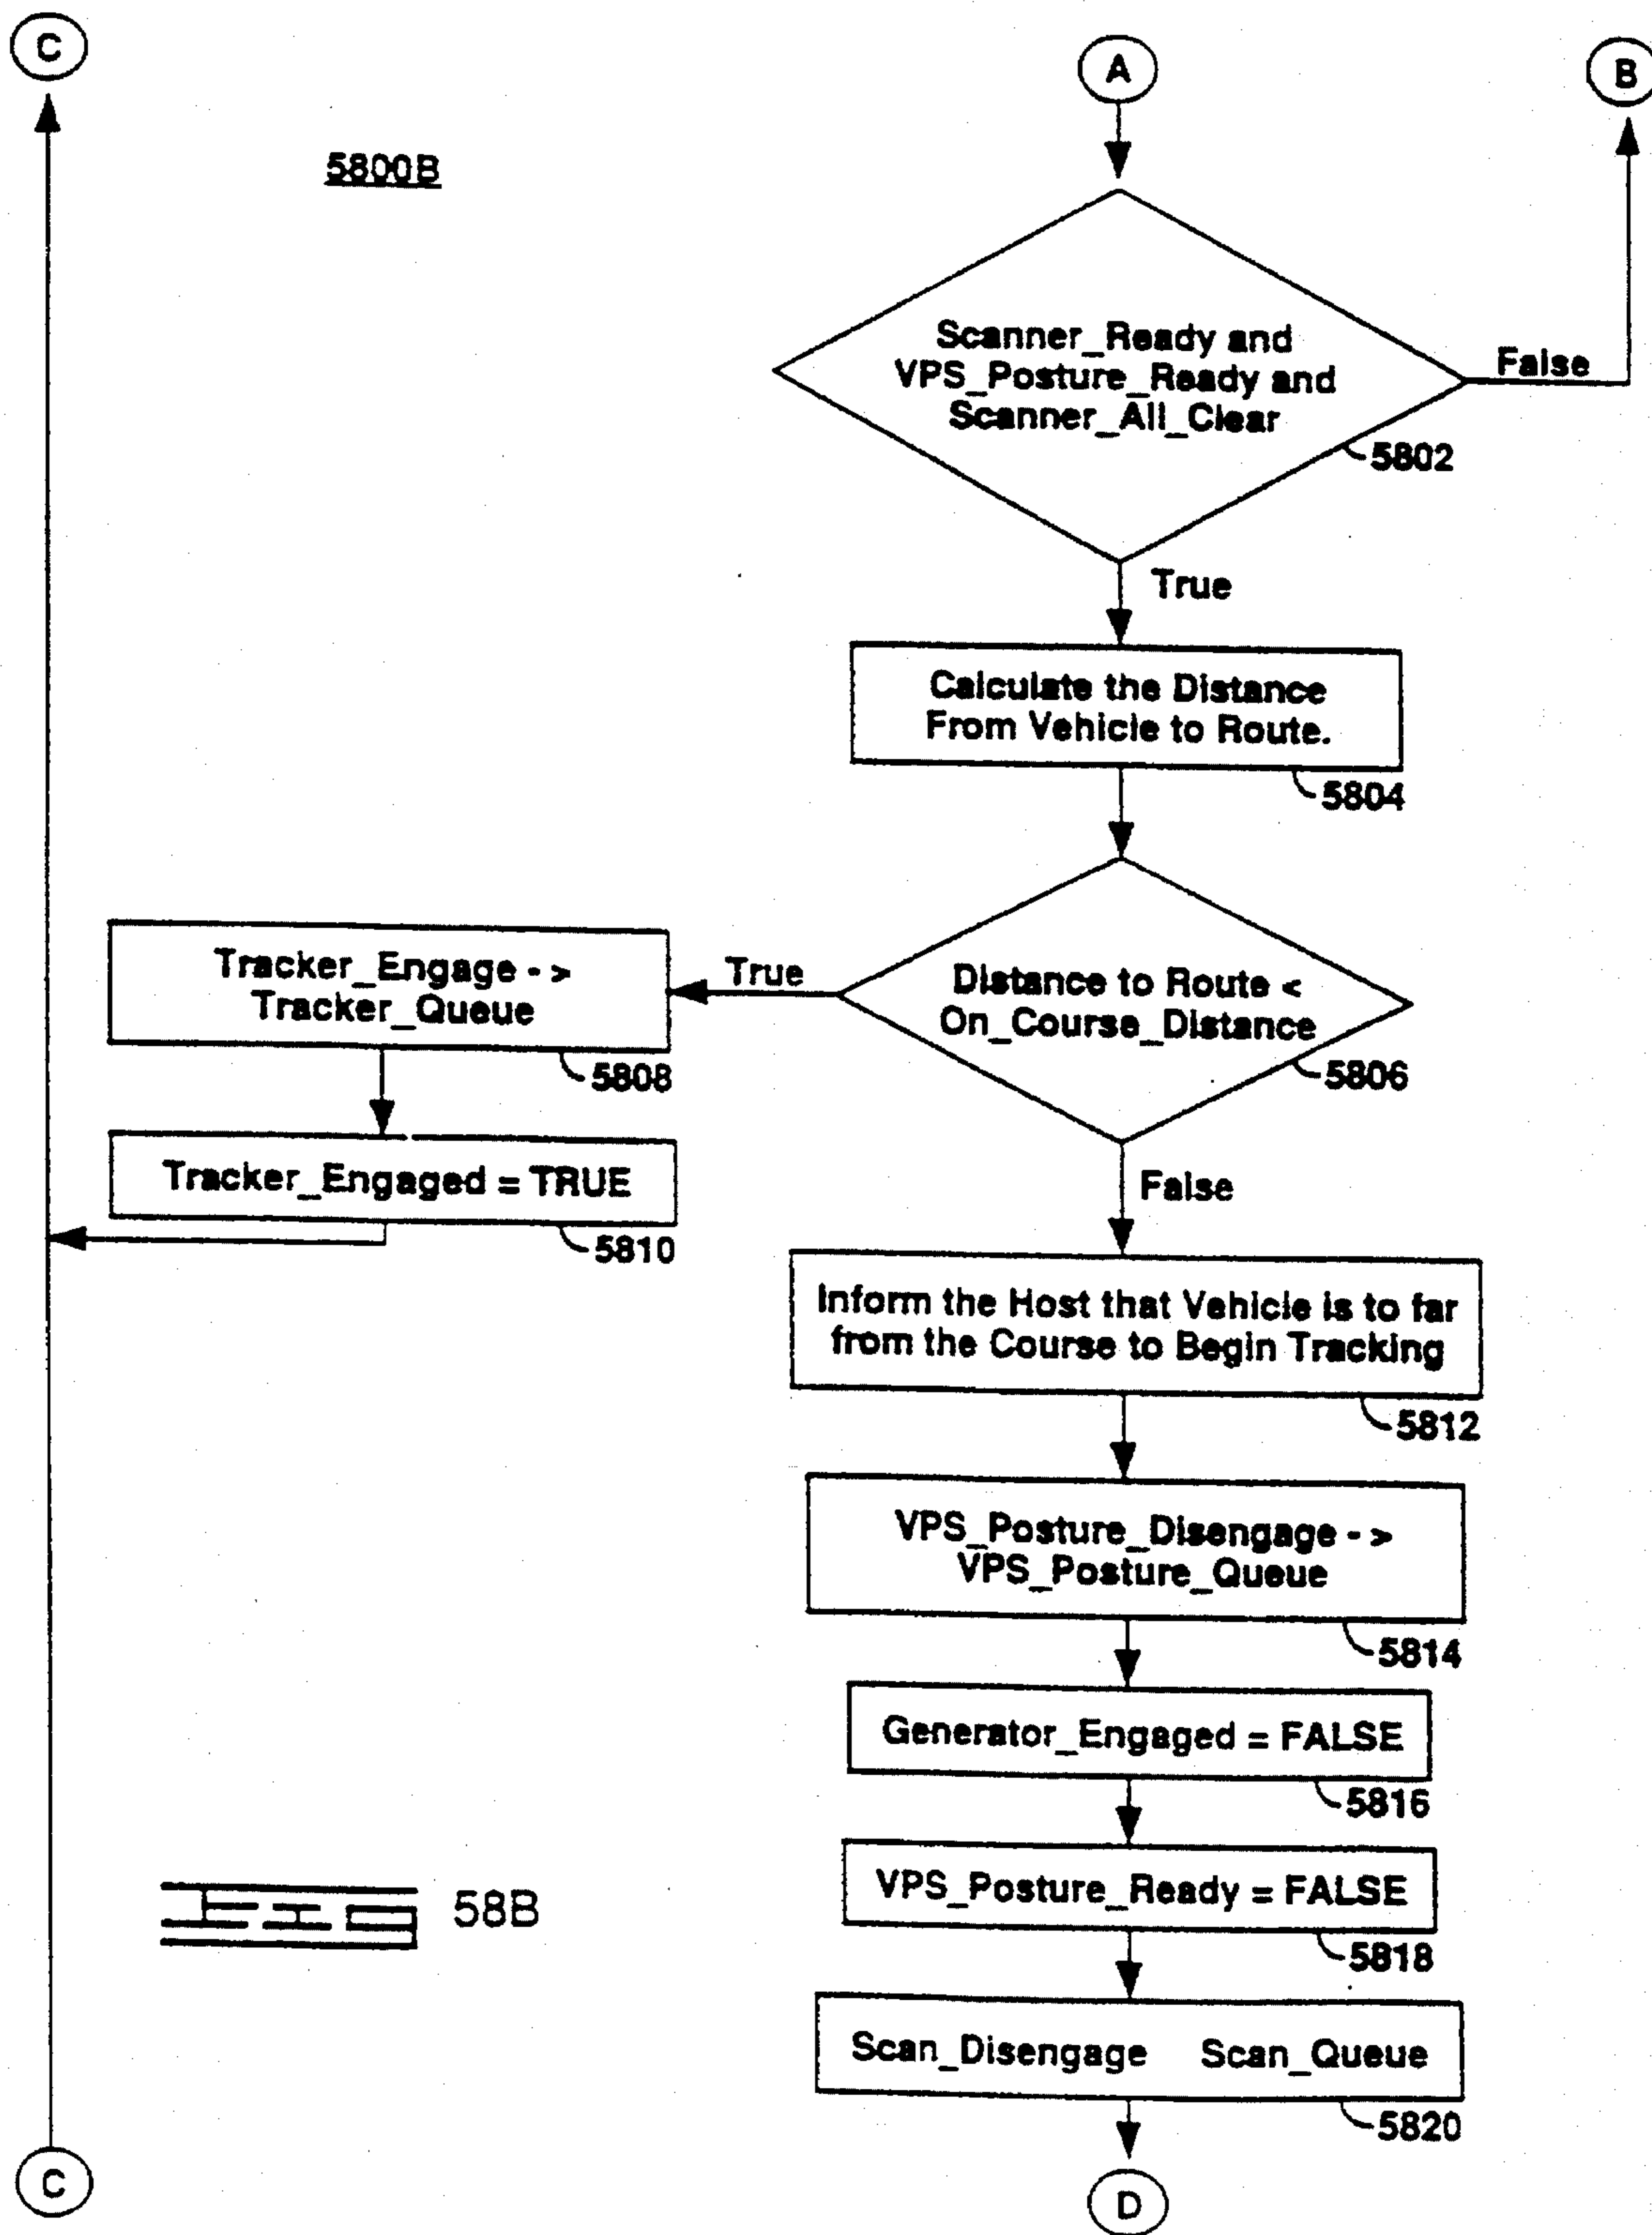 C
A
B
5800B
Scanner_Ready and
VPS_Posture_Ready and
Scanner_All_Clear
False
5802
True
Calculate the Distance
From Vehicle to Route.
5804
Distance to Route <
On_Course_Distance
5806
True
Tracker_Engage - >
Tracker_Queue
5808
Tracker_Engaged = TRUE
5810
False
Inform the Host that Vehicle is to far
from the Course to Begin Tracking
5812
VPS_Posture_Disengage - >
VPS_Posture_Queue
5814
Generator_Engaged = FALSE
5816
VPS_Posture_Ready = FALSE
5818
Scan_Disengage Scan_Queue
5820
FIG 58B
C
D